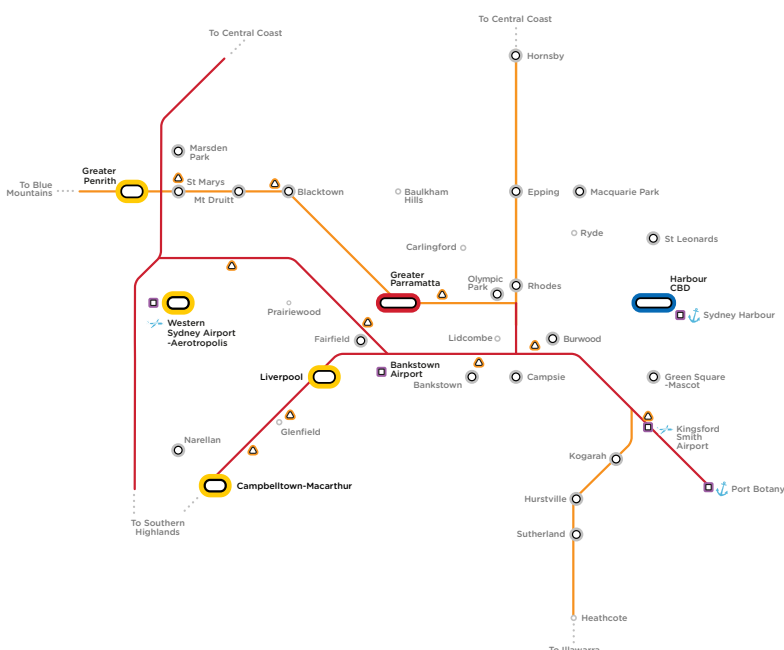 To Central Coast
To Central Coast
Hornsby
Marsden
Park
Greater
Penrith
St Marys
To Blue
Mountains
Mt Druitt
Blacktown
Baulkham
Hills
Epping
Macquarie Park
Ryde
St Leonards
Carlingford
Greater
Parramatta
Olympic
Park
Rhodes
Harbour
CBD
Sydney Harbour
Western
Sydney Airport
-Aerotropolis
Prairiewood
Fairfield
Lidcombe
Burwood
Liverpool
Bankstown
Airport
Bankstown
Campsie
Green Square
-Mascot
Glenfield
Narellan
Kingsford
Smith
Airport
Kogarah
Campbelltown-Macarthur
Port Botany
Hurstville
To Southern
Highlands
Sutherland
Heathcote
To Illawarra